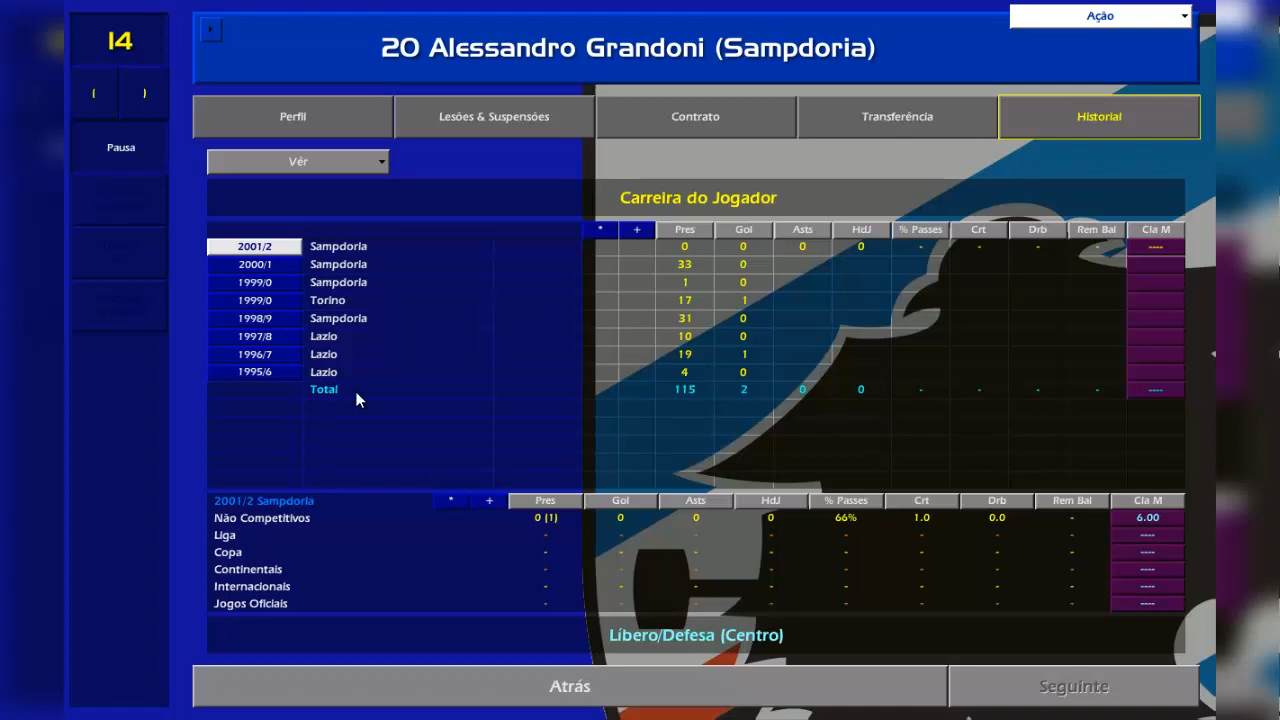 Ação
14
20 Alessandro Grandoni (Sampdoria)
( )
Perfil Lesões & Suspensões Contrato Transferência Historial
Pausa
Vér
Carreira do Jogador
* + Pres Gol Asts HdJ % Passes Crt Drb Rem Bal Cla M
2001/2 Sampdoria 0 0 0 0 - - - - ----
2000/1 Sampdoria 33 0
1999/0 Sampdoria 1 0
1999/0 Torino 17 1
1998/9 Sampdoria 31 0
1997/8 Lazio 10 0
1996/7 Lazio 19 1
1995/6 Lazio 4 0
Total 115 2 0 0 - - - - ----
2001/2 Sampdoria * + Pres Gol Asts HdJ % Passes Crt Drb Rem Bal Cla M
Não Competitivos 0 (1) 0 0 0 66% 1.0 0.0 - 6.00
Liga - - - - - - - - ----
Copa - - - - - - - - ----
Continentais - - - - - - - - ----
Internacionais - - - - - - - - ----
Jogos Oficiais - - - - - - - - ----
Líbero/Defesa (Centro)
Atrás Seguinte